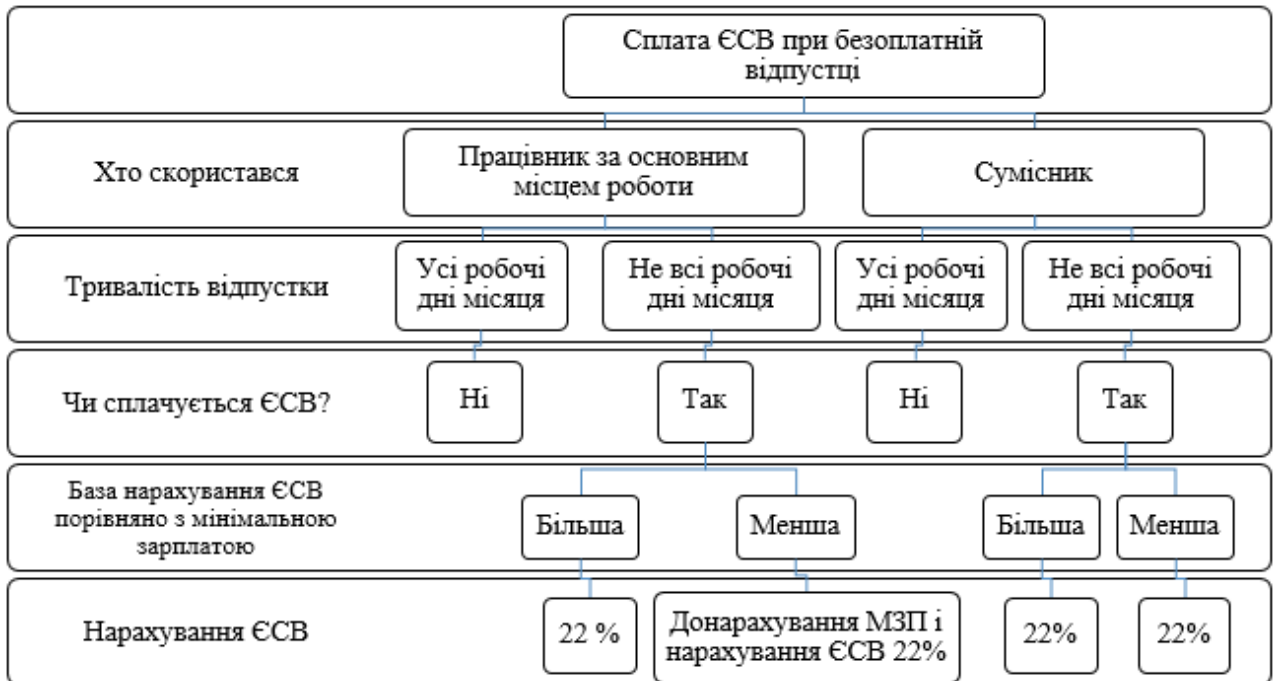 Сплата ЄСВ при безоплатній
відпустці
Хто скористався
Працівник за основним
місцем роботи
Сумісник
Тривалість відпустки
Усі робочі
дні місяця
Не всі робочі
дні місяця
Усі робочі
дні місяця
Не всі робочі
дні місяця
Чи сплачується ЄСВ?
Ні
Так
Ні
Так
База нарахування ЄСВ
порівняно з мінімальною
зарплатою
Більша
Менша
Більша
Менша
Нарахування ЄСВ
22 %
Донарахування МЗП і
нарахування ЄСВ 22%
22%
22%